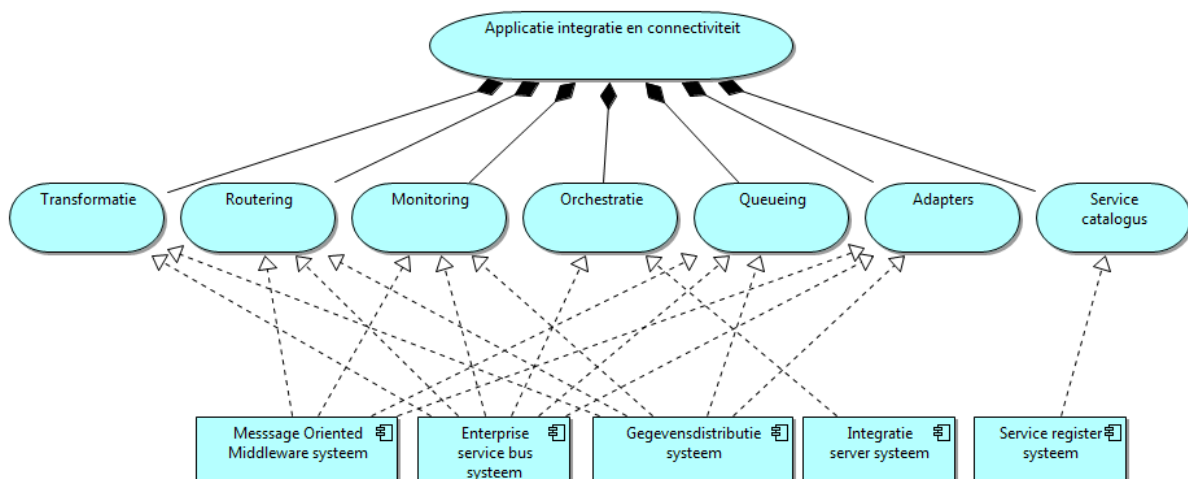 Applicatie integratie en connectiviteit
Transformatie
Routering
Monitoring
Orchestratie
Queueing
Adapters
Service
catalogus
Messsage Oriented
Middleware systeem
Enterprise
service bus
systeem
Gegevensdistributie
systeem
Integratie
server systeem
Service register
systeem